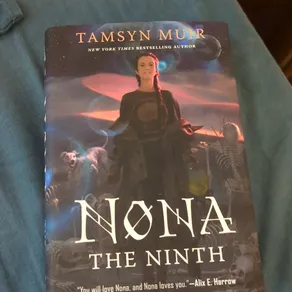 TAMSYN MUIR
NEW YORK TIMES BESTSELLING AUTHOR
NONA
THE NINTH
"You will love Nona, and Nona loves you."—Alix E. Harrow